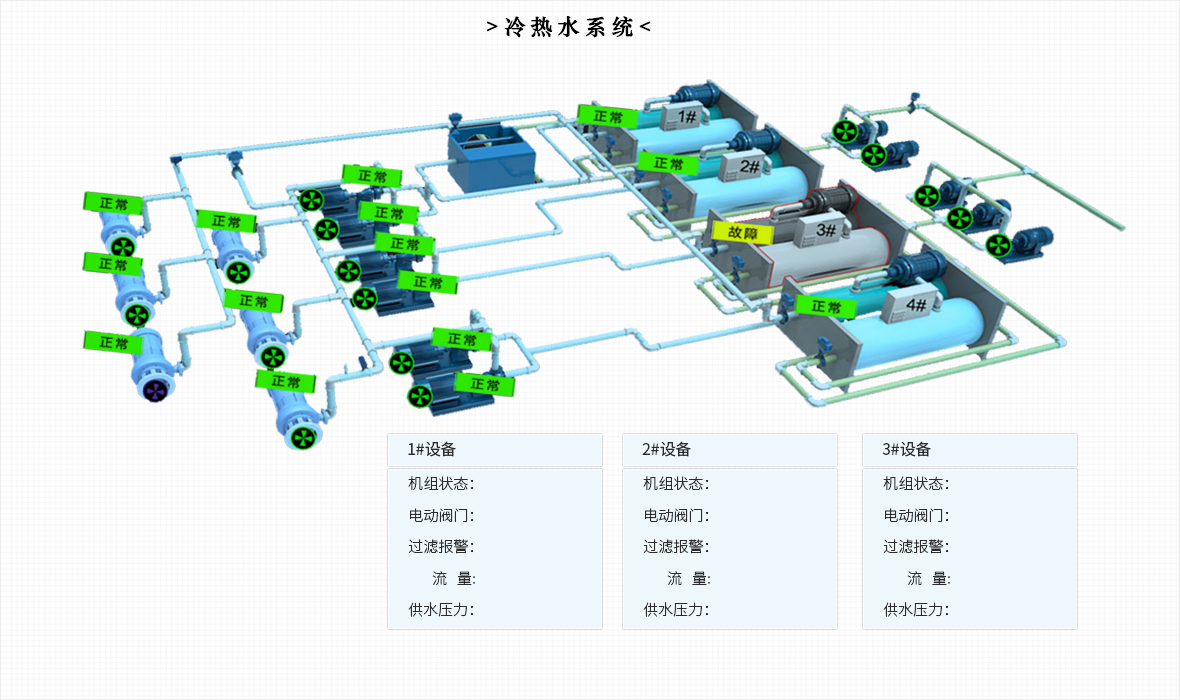 >冷热水系统<
正常
1#
正常
2#
正常
正常
正常
正常
故障
3#
正常
正常
正常
正常
正常
正常
4#
正常
正常
正常
正常
1#设备
机组状态：
电动阀门：
过滤报警：
流 量:
供水压力：
2#设备
机组状态：
电动阀门：
过滤报警：
流 量:
供水压力：
3#设备
机组状态：
电动阀门：
过滤报警：
流 量:
供水压力：